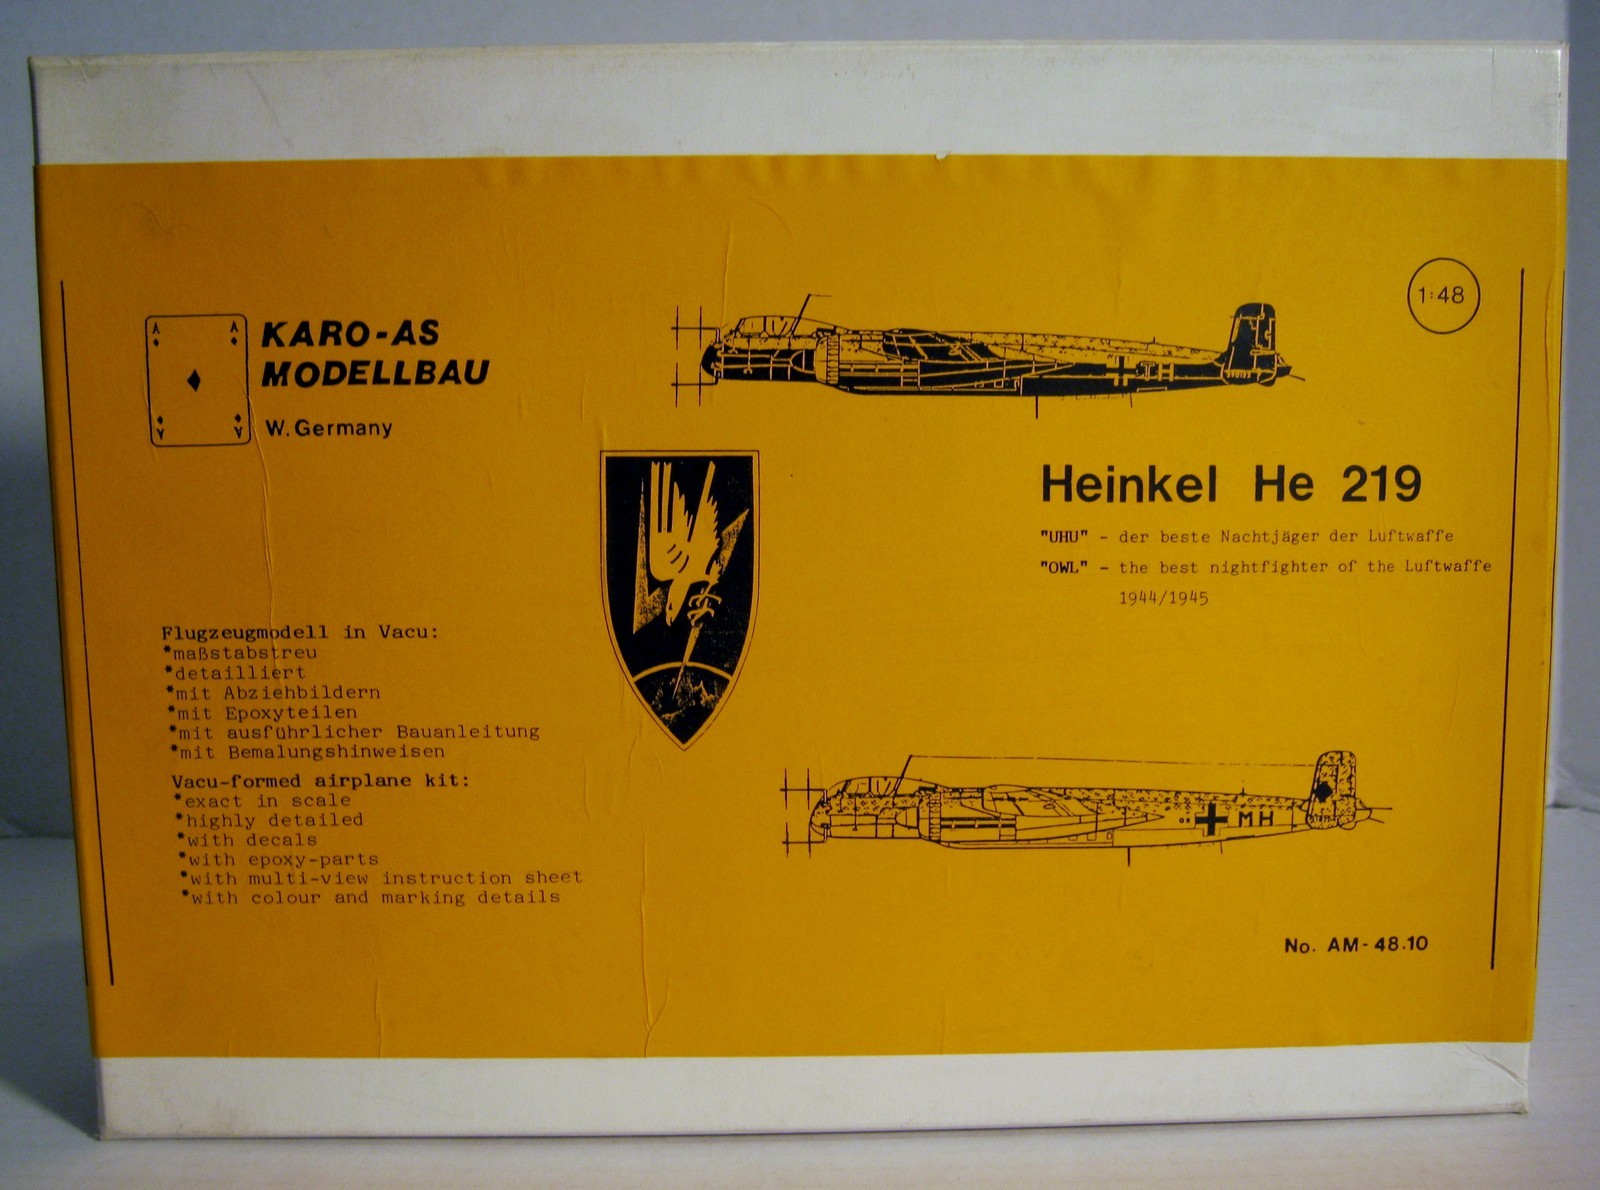 A A
KARO-AS
MODELLBAU
W. Germany
A A
1:48
Heinkel He 219
"UHU" - der beste Nachtjäger der Luftwaffe
"OWL" - the best nightfighter of the Luftwaffe
1944/1945
Flugzeugmodell in Vacu:
*maßstabstreu
*detailliert
*mit Abziehbildern
*mit Epoxyteilen
*mit ausführlicher Bauanleitung
*mit Bemalungshinweisen
Vacu-formed airplane kit:
*exact in scale
*highly detailed
*with decals
*with epoxy-parts
*with multi-view instruction sheet
*with colour and marking details
MH
No. AM-48.10